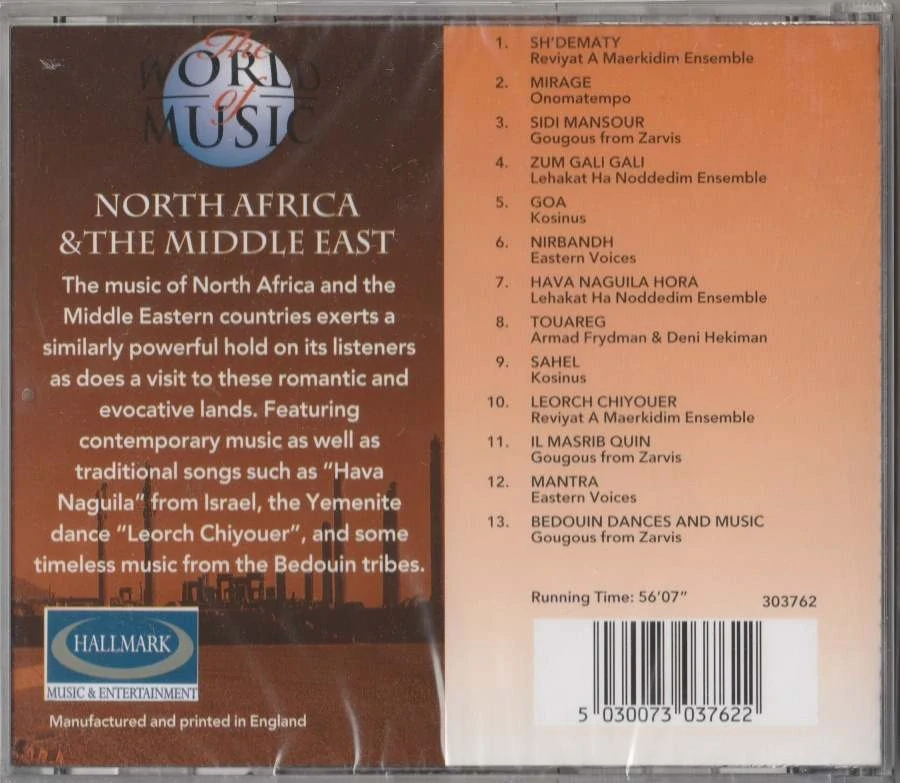 The
WORLD
of
MUSIC
NORTH AFRICA
& THE MIDDLE EAST
The music of North Africa and the
Middle Eastern countries exerts a
similarly powerful hold on its listeners
as does a visit to these romantic and
evocative lands. Featuring
contemporary music as well as
traditional songs such as "Hava
Naguila" from Israel, the Yemenite
dance "Leorch Chiyouer", and some
timeless music from the Bedouin tribes.
HALLMARK
MUSIC & ENTERTAINMENT
Manufactured and printed in England
1. SH'DEMATY
Reviyat A Maerkidim Ensemble
2. MIRAGE
Onomatempo
3. SIDI MANSOUR
Gougous from Zarvis
4. ZUM GALI GALI
Lehakat Ha Noddedim Ensemble
5. GOA
Kosinus
6. NIRBANDH
Eastern Voices
7. HAVA NAGUILA HORA
Lehakat Ha Noddedim Ensemble
8. TOUAREG
Armad Frydman & Deni Hekiman
9. SAHEL
Kosinus
10. LEORCH CHIYOUER
Reviyat A Maerkidim Ensemble
11. IL MASRIB QUIN
Gougous from Zarvis
12. MANTRA
Eastern Voices
13. BEDOUIN DANCES AND MUSIC
Gougous from Zarvis
Running Time: 56'07"
303762
5 030073 037622